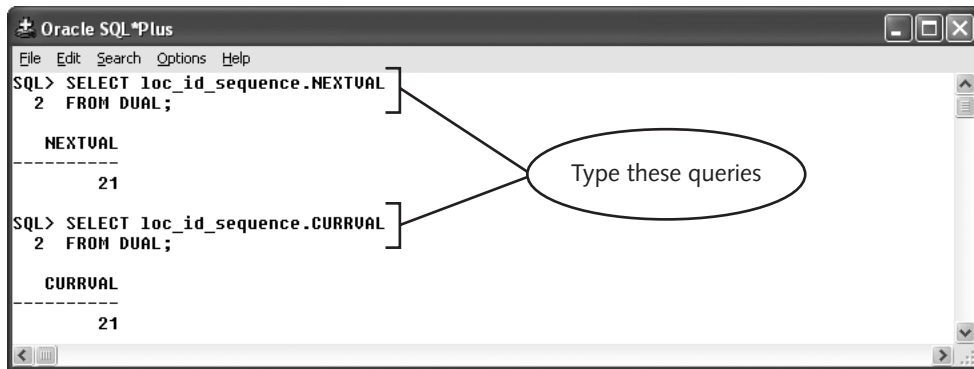 Oracle SQL*Plus
File Edit Search Options Help
SQL> SELECT loc_id_sequence.NEXTVAL
2 FROM DUAL;
NEXTVAL
----------
21
SQL> SELECT loc_id_sequence.CURRVAL
2 FROM DUAL;
CURRVAL
----------
21
Type these queries